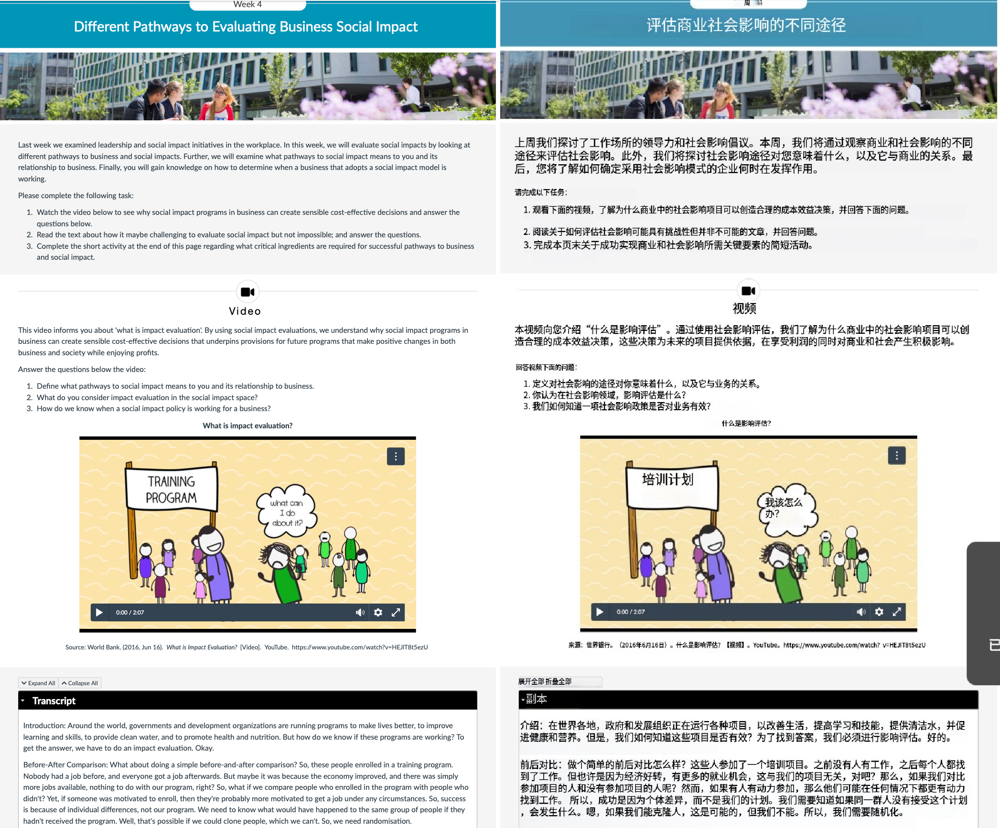 Week 4
Different Pathways to Evaluating Business Social Impact
Last week we examined leadership and social impact initiatives in the workplace. In this week, we will evaluate social impacts by looking at
different pathways to business and social impacts. Further, we will examine what pathways to social impact means to you and its
relationship to business. Finally, you will gain knowledge on how to determine when a business that adopts a social impact model is
working.
Please complete the following task:
1. Watch the video below to see why social impact programs in business can create sensible cost-effective decisions and answer the
questions below.
2. Read the text about how it maybe challenging to evaluate social impact but not impossible; and answer the questions.
3. Complete the short activity at the end of this page regarding what critical ingredients are required for successful pathways to business
and social impact.
Video
This video informs you about 'what is impact evaluation'. By using social impact evaluations, we understand why social impact programs in
business can create sensible cost-effective decisions that underpins provisions for future programs that make positive changes in both
business and society while enjoying profits.
Answer the questions below the video:
1. Define what pathways to social impact means to you and its relationship to business.
2. What do you consider impact evaluation in the social impact space?
3. How do we know when a social impact policy is working for a business?
What is impact evaluation?
TRAINING
PROGRAM
what can
I do
about it?
0:00 / 2:07
Source: World Bank. (2016, Jun 16). What is Impact Evaluation? [Video]. YouTube. https://www.youtube.com/watch?v=HEJlT8t5ezU
Expand All Collapse All
Transcript
Introduction: Around the world, governments and development organizations are running programs to make lives better, to improve
learning and skills, to provide clean water, and to promote health and nutrition. But how do we know if these programs are working? To
get the answer, we have to do an impact evaluation. Okay.
Before-After Comparison: What about doing a simple before-and-after comparison? So, these people enrolled in a training program.
Nobody had a job before, and everyone got a job afterwards. But maybe it was because the economy improved, and there was simply
more jobs available, nothing to do with our program, right? So, what if we compare people who enrolled in the program with people who
didn't? Yet, if someone was motivated to enroll, then they're probably more motivated to get a job under any circumstances. So, success
is because of individual differences, not our program. We need to know what would have happened to the same group of people if they
hadn't received the program. Well, that's possible if we could clone people, which we can't. So, we need randomisation.
周
评估商业社会影响的不同途径
上周我们探讨了工作场所的领导力和社会影响倡议。本周，我们将通过观察商业和社会影响的不同
途径来评估社会影响。此外，我们将探讨社会影响途径对您意味着什么，以及它与商业的关系。最
后，您将了解如何确定采用社会影响模式的企业何时在发挥作用。
请完成以下任务：
1. 观看下面的视频，了解为什么商业中的社会影响项目可以创造合理的成本效益决策，并回答下面的问题。
2. 阅读关于如何评估社会影响可能具有挑战性但并非不可能的文章，并回答问题。
3. 完成本页末关于成功实现商业和社会影响所需关键要素的简短活动。
视频
本视频向您介绍“什么是影响评估”。通过使用社会影响评估，我们了解为什么商业中的社会影响项目可以创
造合理的成本效益决策，这些决策为未来的项目提供依据，在享受利润的同时对商业和社会产生积极影响。
回答视频下面的问题：
1. 定义对社会影响的途径对你意味着什么，以及它与业务的关系。
2. 你认为在社会影响领域，影响评估是什么？
3. 我们如何知道一项社会影响政策是否对业务有效？
什么是影响评估？
培训计划
我该怎么
办？
0:00 / 2:07
来源：世界银行。（2016年6月16日）。什么是影响评估？【视频】。YouTube。https://www.youtube.com/watch? v=HEJIT8t5ezU
展开全部 折叠全部
副本
介绍：在世界各地，政府和发展组织正在运行各种项目，以改善生活，提高学习和技能，提供清洁水，并促
进健康和营养。但是，我们如何知道这些项目是否有效？为了找到答案，我们必须进行影响评估。好的。
前后对比：做个简单的前后对比怎么样？这些人参加了一个培训项目。之前没有人有工作，之后每个人都找
到了工作。但也许是因为经济好转，有更多的就业机会，这与我们的项目无关，对吧？那么，如果我们对比
参加项目的人和没有参加项目的人呢？然而，如果有人有动力参加，那么他们可能在任何情况下都更有动力
找到工作。 所以，成功是因为个体差异，而不是我们的计划。我们需要知道如果同一群人没有接受这个计划
，会发生什么。嗯，如果我们能克隆人，这是可能的，但我们不能。所以，我们需要随机化。